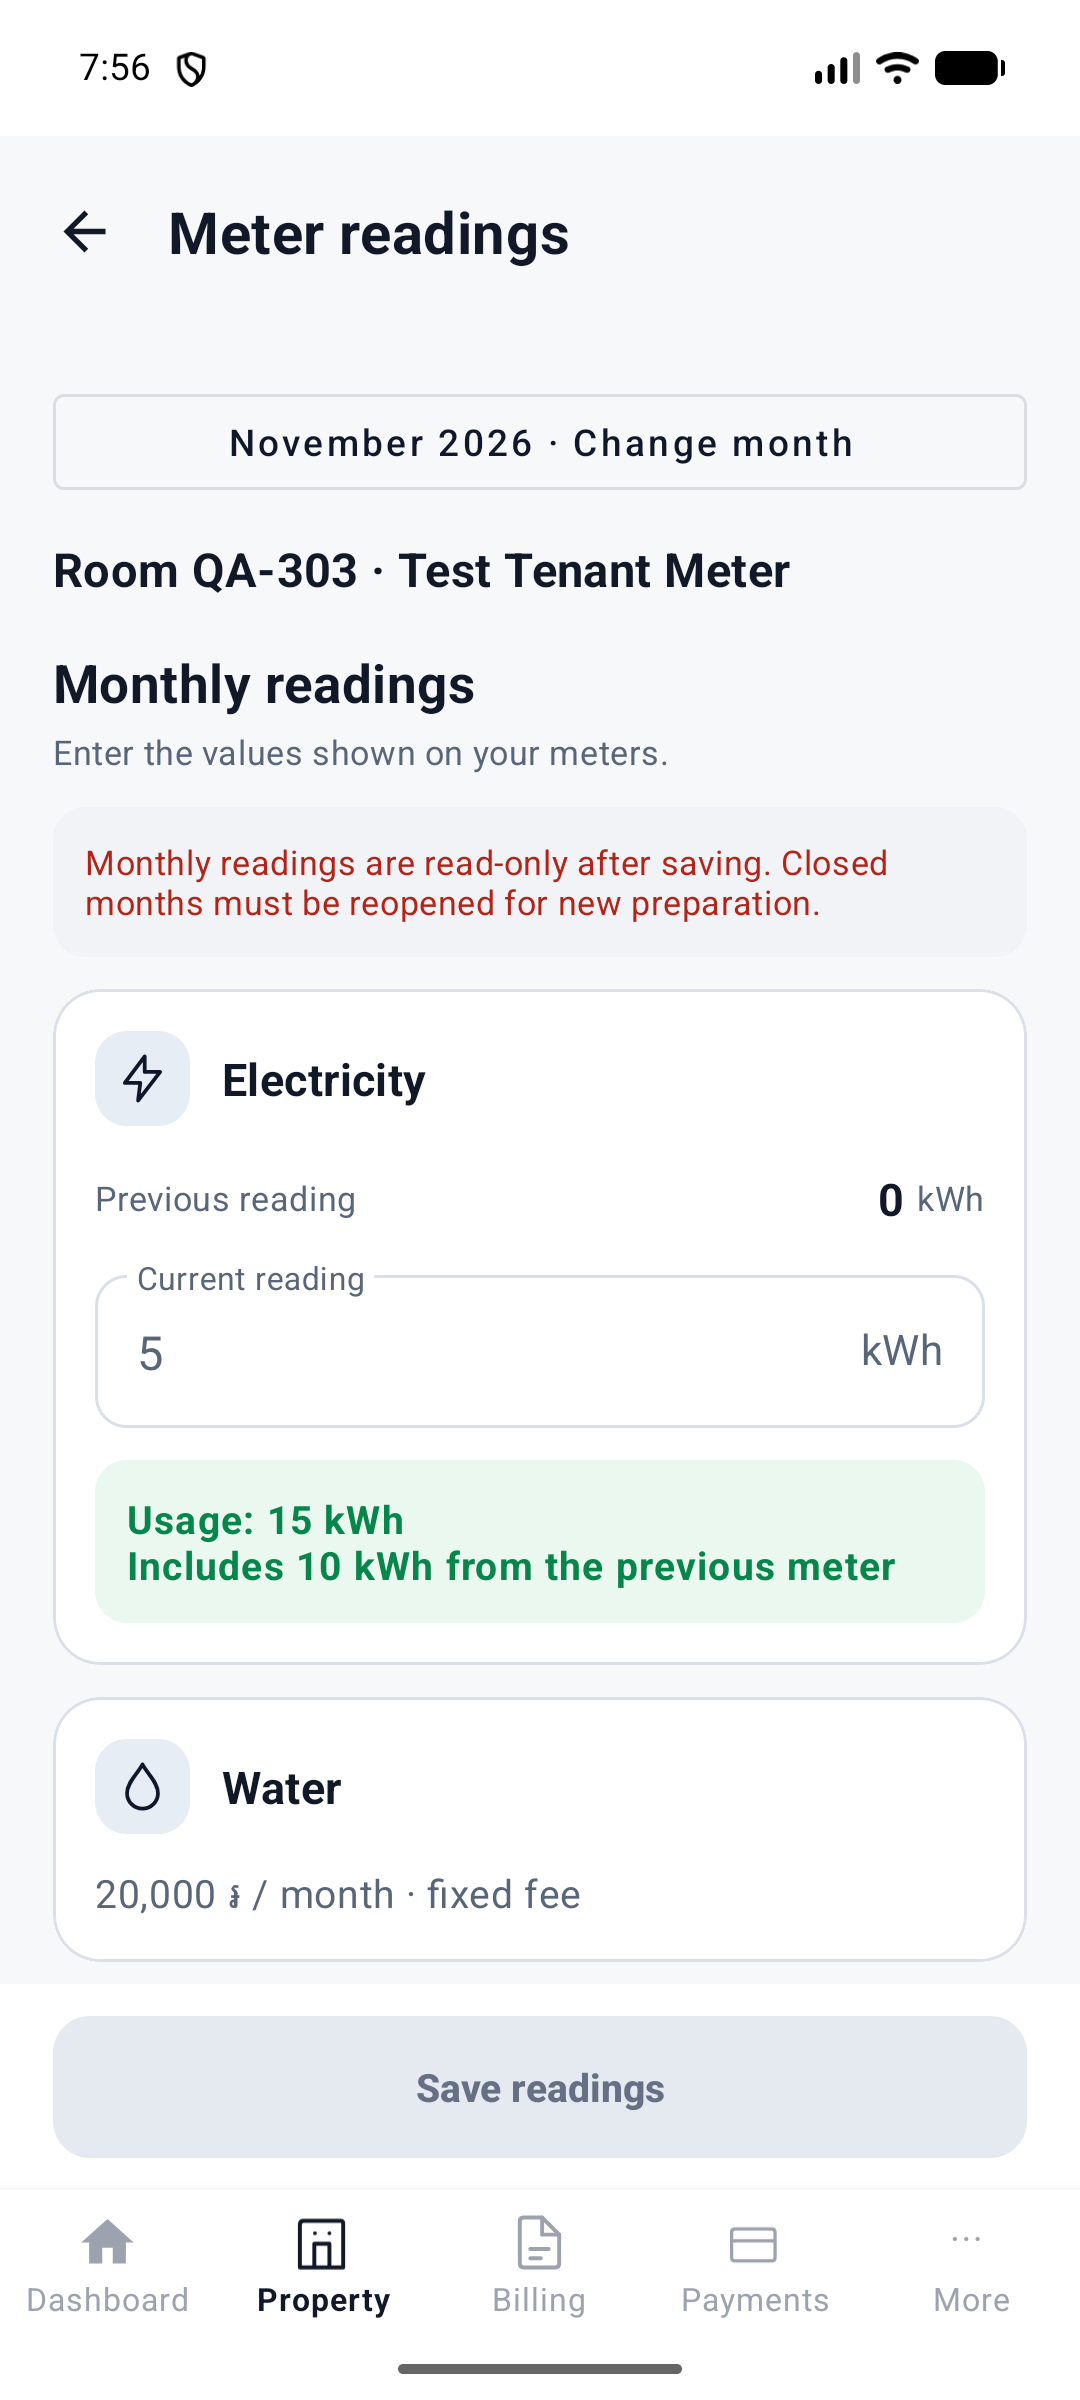 7:56
Meter readings
November 2026 · Change month
Room QA-303 · Test Tenant Meter
Monthly readings
Enter the values shown on your meters.
Monthly readings are read-only after saving. Closed
months must be reopened for new preparation.
Electricity
Previous reading
0 kWh
Current reading
5 kWh
Usage: 15 kWh
Includes 10 kWh from the previous meter
Water
20,000 ៛ / month · fixed fee
Save readings
Dashboard
Property
Billing
Payments
More